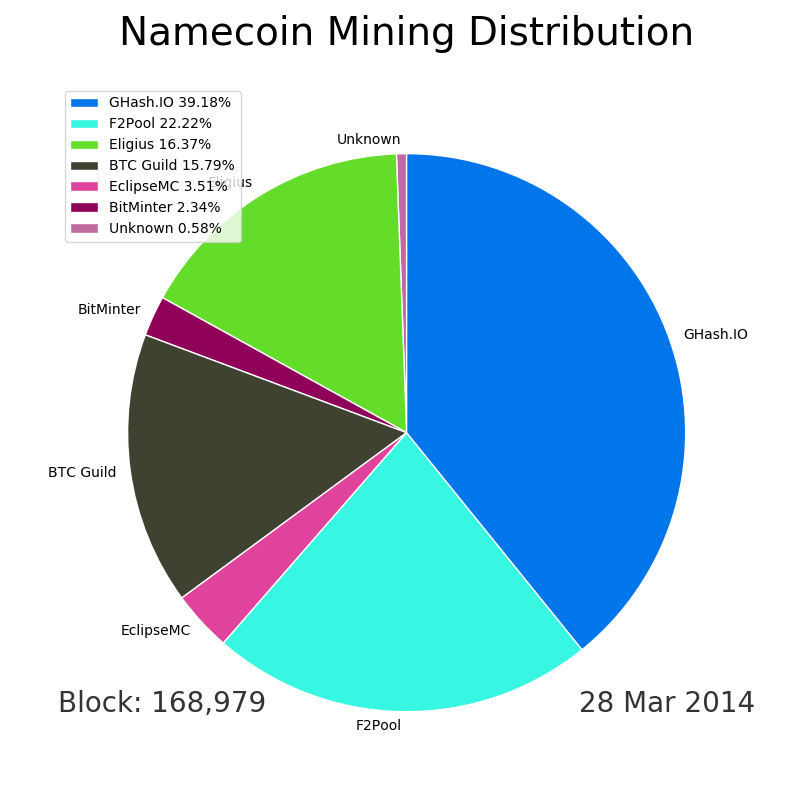 Namecoin Mining Distribution
GHash.IO 39.18%
F2Pool 22.22%
Eligius 16.37%
BTC Guild 15.79%
EclipseMC 3.51%
BitMinter 2.34%
Unknown 0.58%
Unknown
Eligius
BitMinter
GHash.IO
BTC Guild
EclipseMC
Block: 168,979
28 Mar 2014
F2Pool